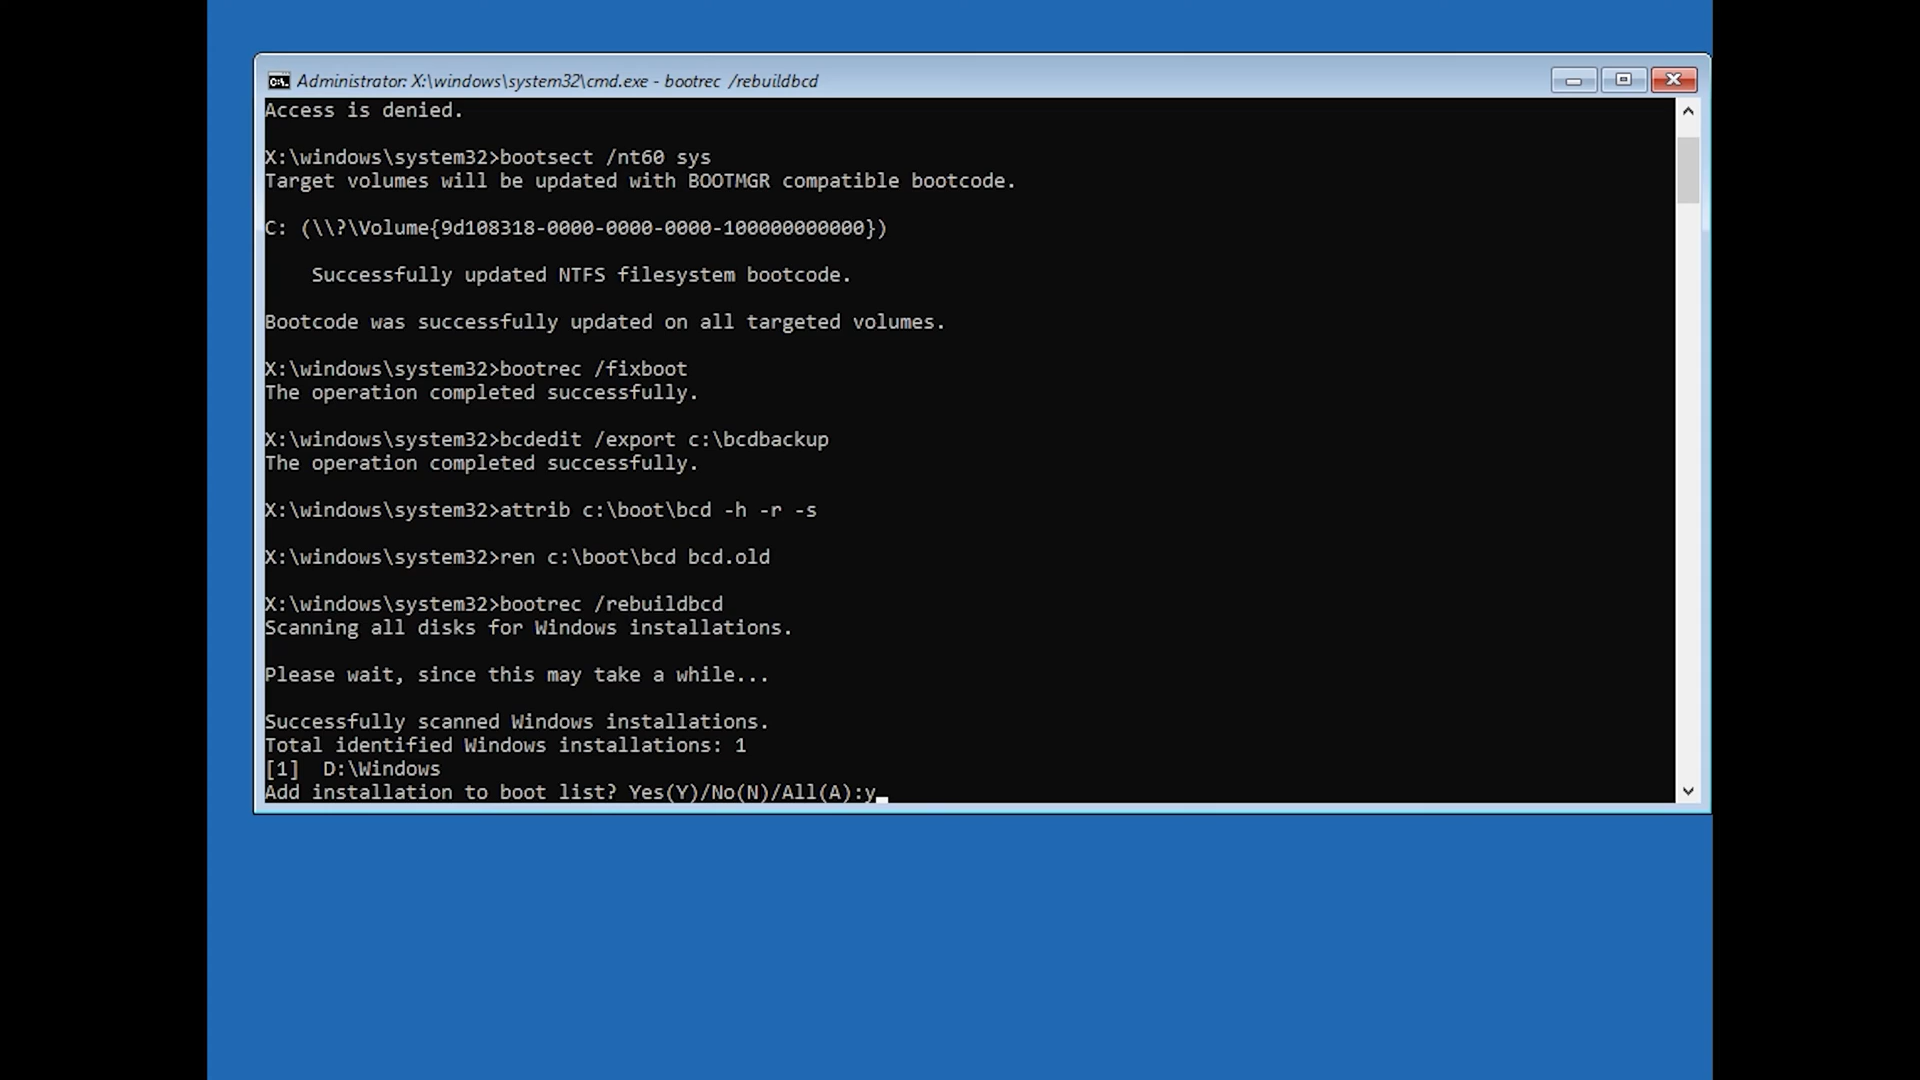 Administrator: X:\windows\system32\cmd.exe - bootrec /rebuildbcd
Access is denied.
X:\windows\system32>bootsect /nt60 sys
Target volumes will be updated with BOOTMGR compatible bootcode.
C: (\\?\Volume{9d108318-0000-0000-0000-100000000000})
Successfully updated NTFS filesystem bootcode.
Bootcode was successfully updated on all targeted volumes.
X:\windows\system32>bootrec /fixboot
The operation completed successfully.
X:\windows\system32>bcdedit /export c:\bcdbackup
The operation completed successfully.
X:\windows\system32>attrib c:\boot\bcd -h -r -s
X:\windows\system32>ren c:\boot\bcd bcd.old
X:\windows\system32>bootrec /rebuildbcd
Scanning all disks for Windows installations.
Please wait, since this may take a while...
Successfully scanned Windows installations.
Total identified Windows installations: 1
[1]  D:\Windows
Add installation to boot list? Yes(Y)/No(N)/All(A):y